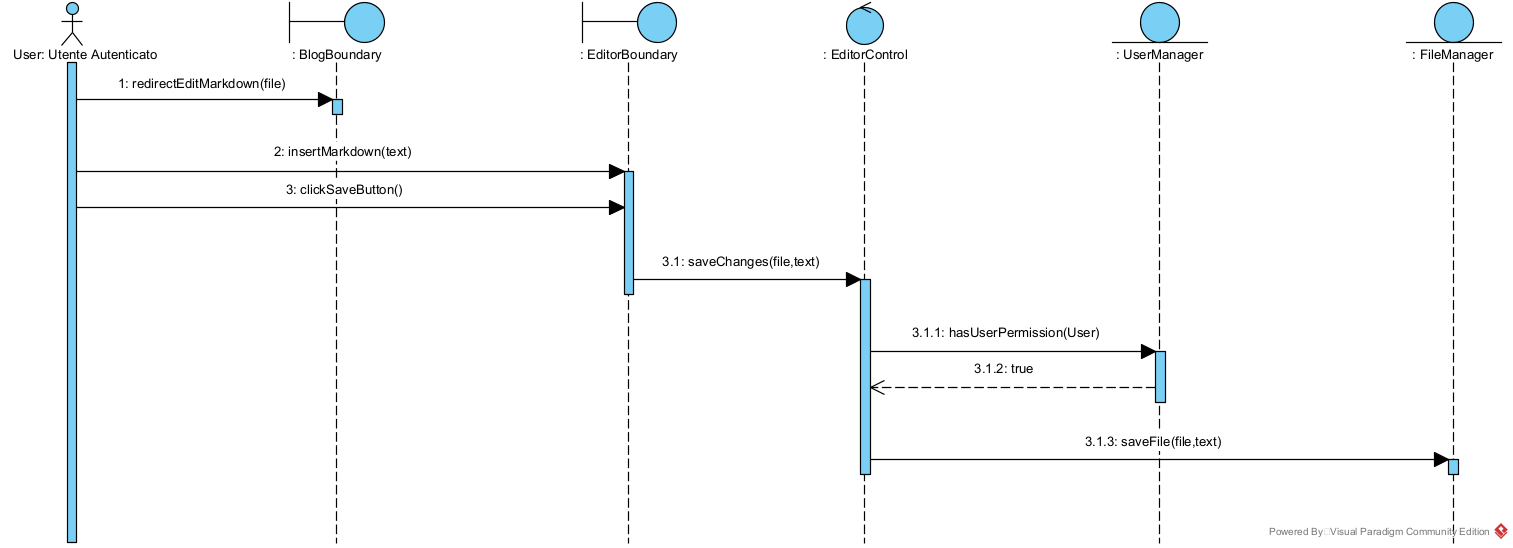 User: Utente Autenticato
: BlogBoundary
: EditorBoundary
: EditorControl
: UserManager
: FileManager
1: redirectEditMarkdown(file)
2: insertMarkdown(text)
3: clickSaveButton()
3.1: saveChanges(file,text)
3.1.1: hasUserPermission(User)
3.1.2: true
3.1.3: saveFile(file,text)
Powered By Visual Paradigm Community Edition